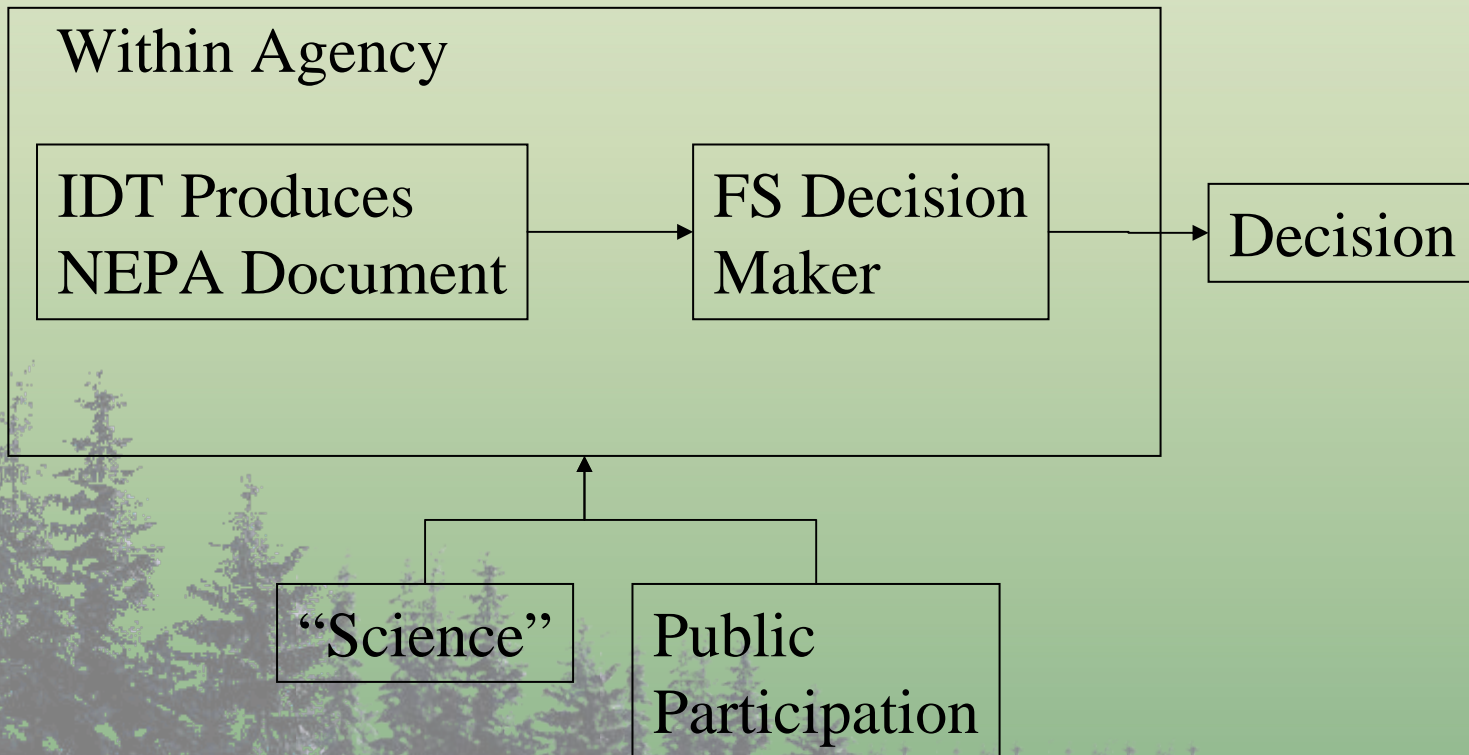 Within Agency
IDT Produces
NEPA Document
FS Decision
Maker
Decision
“Science”
Public
Participation